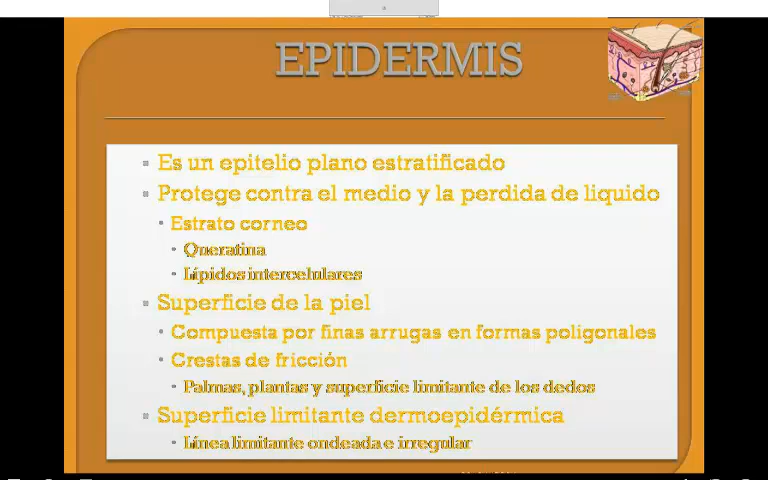 EPIDERMIS
Es un epitelio plano estratificado
Protege contra el medio y la perdida de liquido
Estrato corneo
Queratina
Lípidos intercelulares
Superficie de la piel
Compuesta por finas arrugas en formas poligonales
Crestas de fricción
Palmas, plantas y superficie limitante de los dedos
Superficie limitante dermoepidérmica
Línea limitante ondeada e irregular